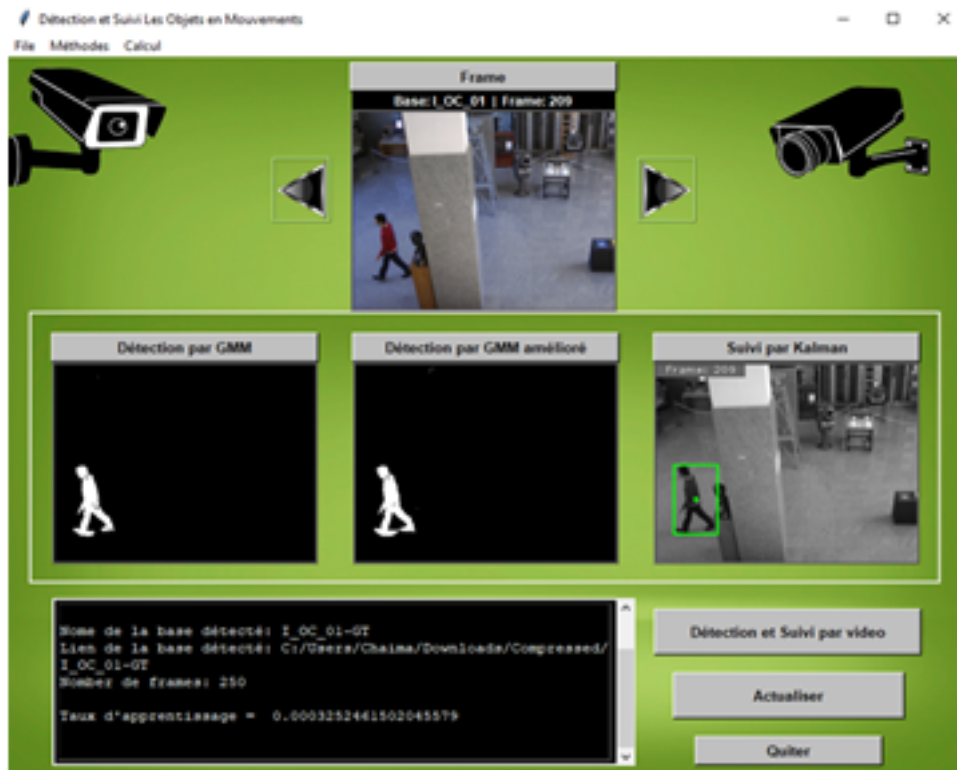 Détection et Suivi Les Objets en Mouvements
File Méthodes Calcul
Frame
Base: I_OC_01 | Frame: 209
Détection par GMM
Détection par GMM amélioré
Suivi par Kalman
Frame: 209
Nome de la base détecté: I_OC_01-GT
Lien de la base détecté: C:/Users/Chaima/Downloads/Compressed/
I_OC_01-GT
Nomber de frames: 250
Taux d'apprentissage = 0.0003252461502045579
Détection et Suivi par video
Actualiser
Quiter